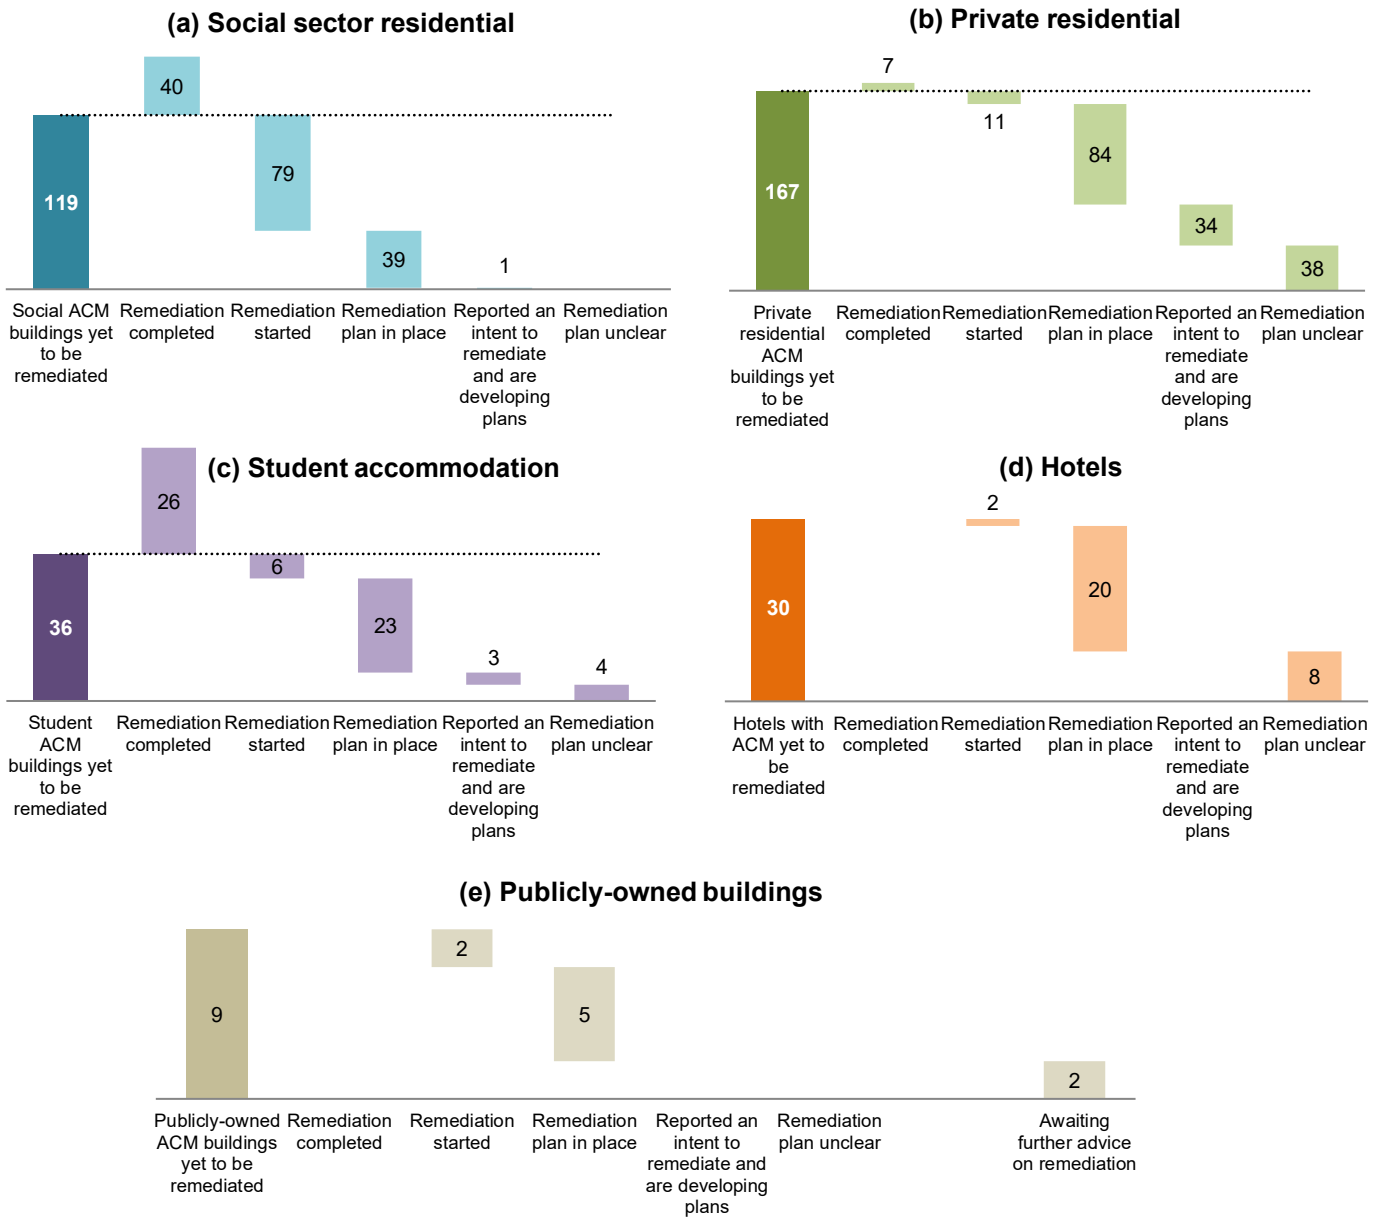 (a) Social sector residential
40
119
79
39
1
Social ACM
buildings yet
to be
remediated
Remediation
completed
Remediation
started
Remediation
plan in place
Reported an
intent to
remediate
and are
developing
plans
Remediation
plan unclear
(b) Private residential
7
167
11
84
34
38
Private
residential
ACM
buildings yet
to be
remediated
Remediation
completed
Remediation
started
Remediation
plan in place
Reported an
intent to
remediate
and are
developing
plans
Remediation
plan unclear
(c) Student accommodation
26
36
6
23
3
4
Student
ACM
buildings yet
to be
remediated
Remediation
completed
Remediation
started
Remediation
plan in place
Reported an
intent to
remediate
and are
developing
plans
Remediation
plan unclear
(d) Hotels
2
30
20
8
Hotels with
ACM yet to
be
remediated
Remediation
completed
Remediation
started
Remediation
plan in place
Reported an
intent to
remediate
and are
developing
plans
Remediation
plan unclear
(e) Publicly-owned buildings
9
2
5
2
Publicly-owned
ACM buildings
yet to be
remediated
Remediation
completed
Remediation
started
Remediation
plan in place
Reported an
intent to
remediate and
are developing
plans
Remediation
plan unclear
Awaiting
further advice
on remediation